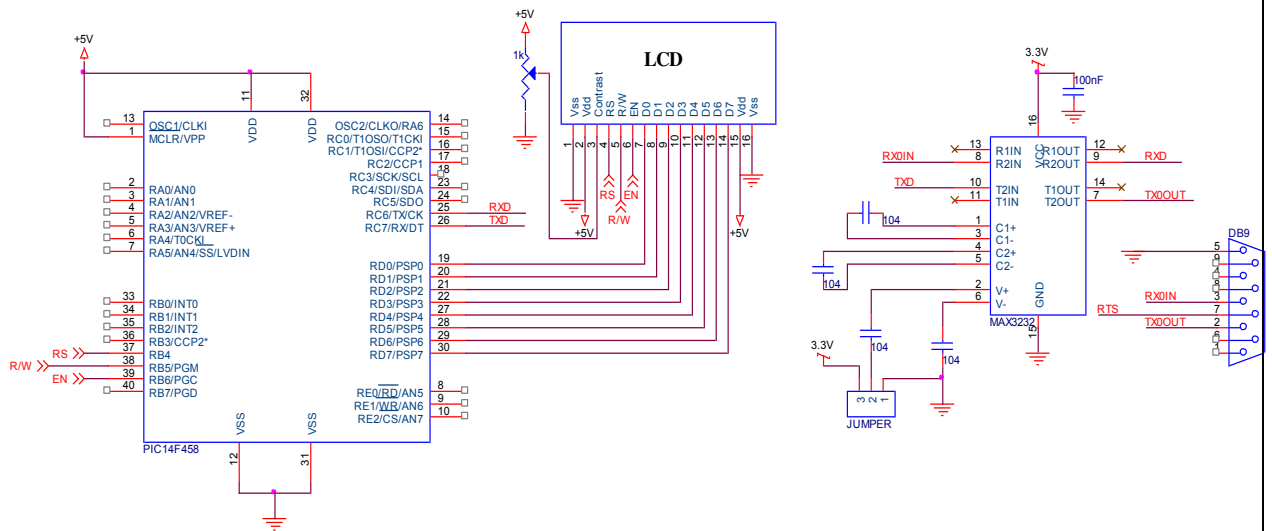 +5V
11
VDD
32
VDD
13 OSC1/CLKI
1 MCLR/VPP
2 RA0/AN0
3 RA1/AN1
4 RA2/AN2/VREF-
5 RA3/AN3/VREF+
6 RA4/T0CKI
7 RA5/AN4/SS/LVDIN
33 RB0/INT0
34 RB1/INT1
35 RB2/INT2
36 RB3/CCP2*
RS 37 RB4
R/W 38 RB5/PGM
EN 39 RB6/PGC
40 RB7/PGD
OSC2/CLKO/RA6 14
RC0/T1OSO/T1CKI 15
RC1/T1OSI/CCP2* 16
RC2/CCP1 17
RC3/SCK/SCL 18
RC4/SDI/SDA 23
RC5/SDO 24
RC6/TX/CK 25 RXD
RC7/RX/DT 26 TXD
RD0/PSP0 19
RD1/PSP1 20
RD2/PSP2 21
RD3/PSP3 22
RD4/PSP4 27
RD5/PSP5 28
RD6/PSP6 29
RD7/PSP7 30
RE0/RD/AN5 8
RE1/WR/AN6 9
RE2/CS/AN7 10
VSS
12
VSS
31
PIC14F458
+5V
1k
LCD
Vss
Vdd
Contrast
RS
R/W
EN
D0
D1
D2
D3
D4
D5
D6
D7
Vdd
Vss
1
2
3
4
5
6
7
8
9
10
11
12
13
14
15
16
RS
R/W
EN
+5V
+5V
3.3V
100nF
16
VCC
13 R1IN
RX0IN 8 R2IN
TXD 10 T2IN
11 T1IN
1 C1+
3 C1-
4 C2+
5 C2-
2 V+
6 V-
R1OUT 12
R2OUT 9 RXD
T1OUT 14
T2OUT 7 TX0OUT
GND
15
MAX3232
104
104
104
104
3.3V
3 2 1
JUMPER
DB9
5
9
4
8
RX0IN 3
RTS 7
TX0OUT 2
6
1